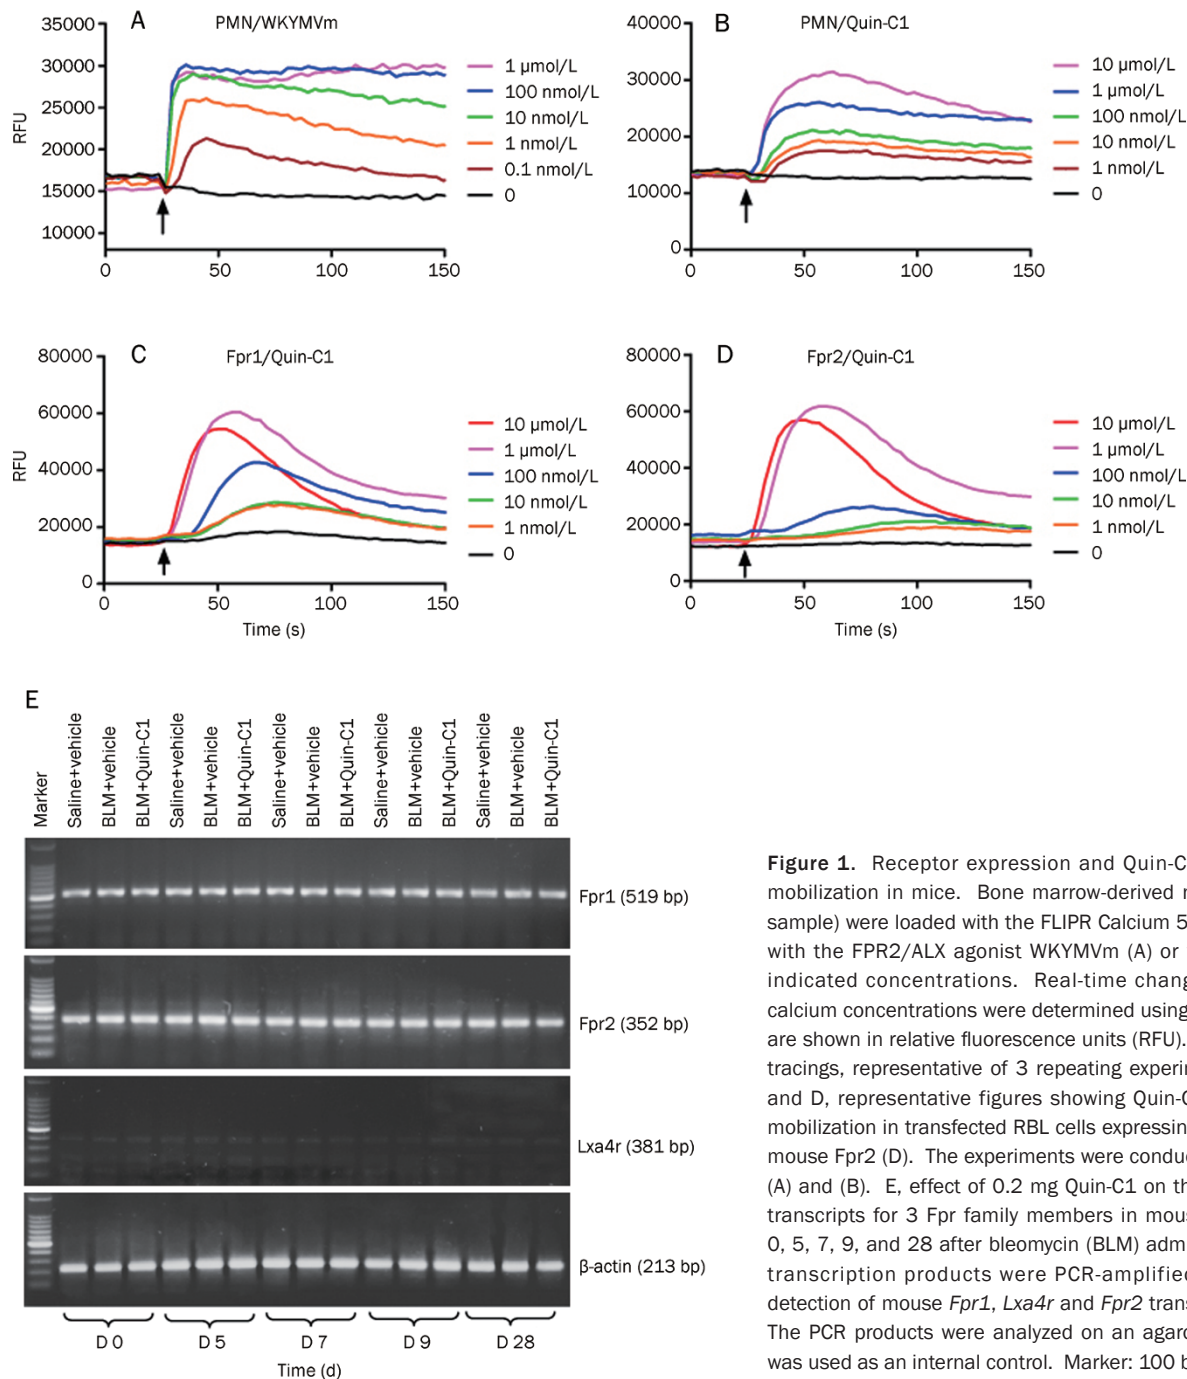 A PMN/WKYMVm
35000
30000
25000
20000
15000
10000
RFU
0 50 100 150
1 µmol/L
100 nmol/L
10 nmol/L
1 nmol/L
0.1 nmol/L
0
B PMN/Quin-C1
40000
30000
20000
10000
0
0 50 100 150
10 µmol/L
1 µmol/L
100 nmol/L
10 nmol/L
1 nmol/L
0
C Fpr1/Quin-C1
80000
60000
40000
20000
0
RFU
0 50 100 150
Time (s)
10 µmol/L
1 µmol/L
100 nmol/L
10 nmol/L
1 nmol/L
0
D Fpr2/Quin-C1
80000
60000
40000
20000
0
0 50 100 150
Time (s)
10 µmol/L
1 µmol/L
100 nmol/L
10 nmol/L
1 nmol/L
0
E
Marker
Saline+vehicle
BLM+vehicle
BLM+Quin-C1
Saline+vehicle
BLM+vehicle
BLM+Quin-C1
Saline+vehicle
BLM+vehicle
BLM+Quin-C1
Saline+vehicle
BLM+vehicle
BLM+Quin-C1
Saline+vehicle
BLM+vehicle
BLM+Quin-C1
Fpr1 (519 bp)
Fpr2 (352 bp)
Lxa4r (381 bp)
β-actin (213 bp)
D 0 D 5 D 7 D 9 D 28
Time (d)
Figure 1. Receptor expression and Quin-C
mobilization in mice. Bone marrow-derived
sample) were loaded with the FLIPR Calcium 5
with the FPR2/ALX agonist WKYMVm (A) or
indicated concentrations. Real-time chang
calcium concentrations were determined using
are shown in relative fluorescence units (RFU).
tracings, representative of 3 repeating experi
and D, representative figures showing Quin-C
mobilization in transfected RBL cells expressin
mouse Fpr2 (D). The experiments were conduc
(A) and (B). E, effect of 0.2 mg Quin-C1 on th
transcripts for 3 Fpr family members in mous
0, 5, 7, 9, and 28 after bleomycin (BLM) adm
transcription products were PCR-amplified
detection of mouse Fpr1, Lxa4r and Fpr2 trans
The PCR products were analyzed on an agaro
was used as an internal control. Marker: 100 b